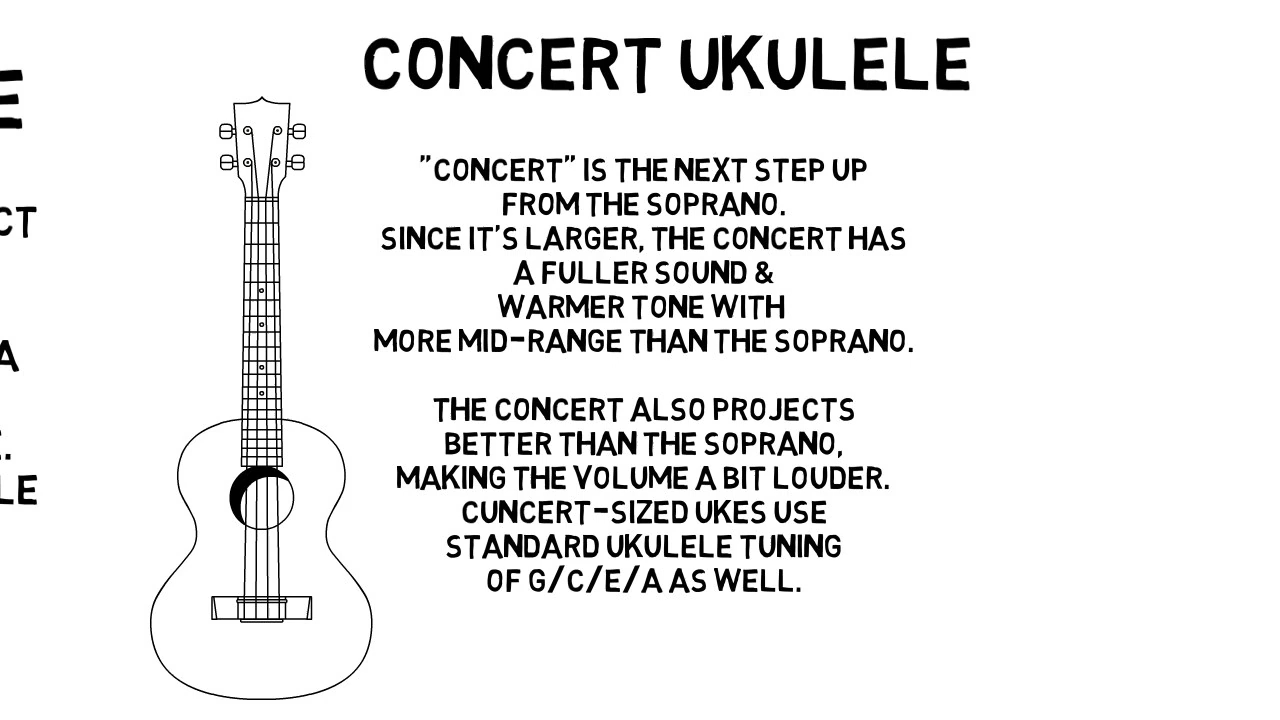 CONCERT UKULELE
"CONCERT" IS THE NEXT STEP UP
FROM THE SOPRANO.
SINCE IT'S LARGER, THE CONCERT HAS
A FULLER SOUND &
WARMER TONE WITH
MORE MID-RANGE THAN THE SOPRANO.
THE CONCERT ALSO PROJECTS
BETTER THAN THE SOPRANO,
MAKING THE VOLUME A BIT LOUDER.
CUNCERT-SIZED UKES USE
STANDARD UKULELE TUNING
OF G/C/E/A AS WELL.